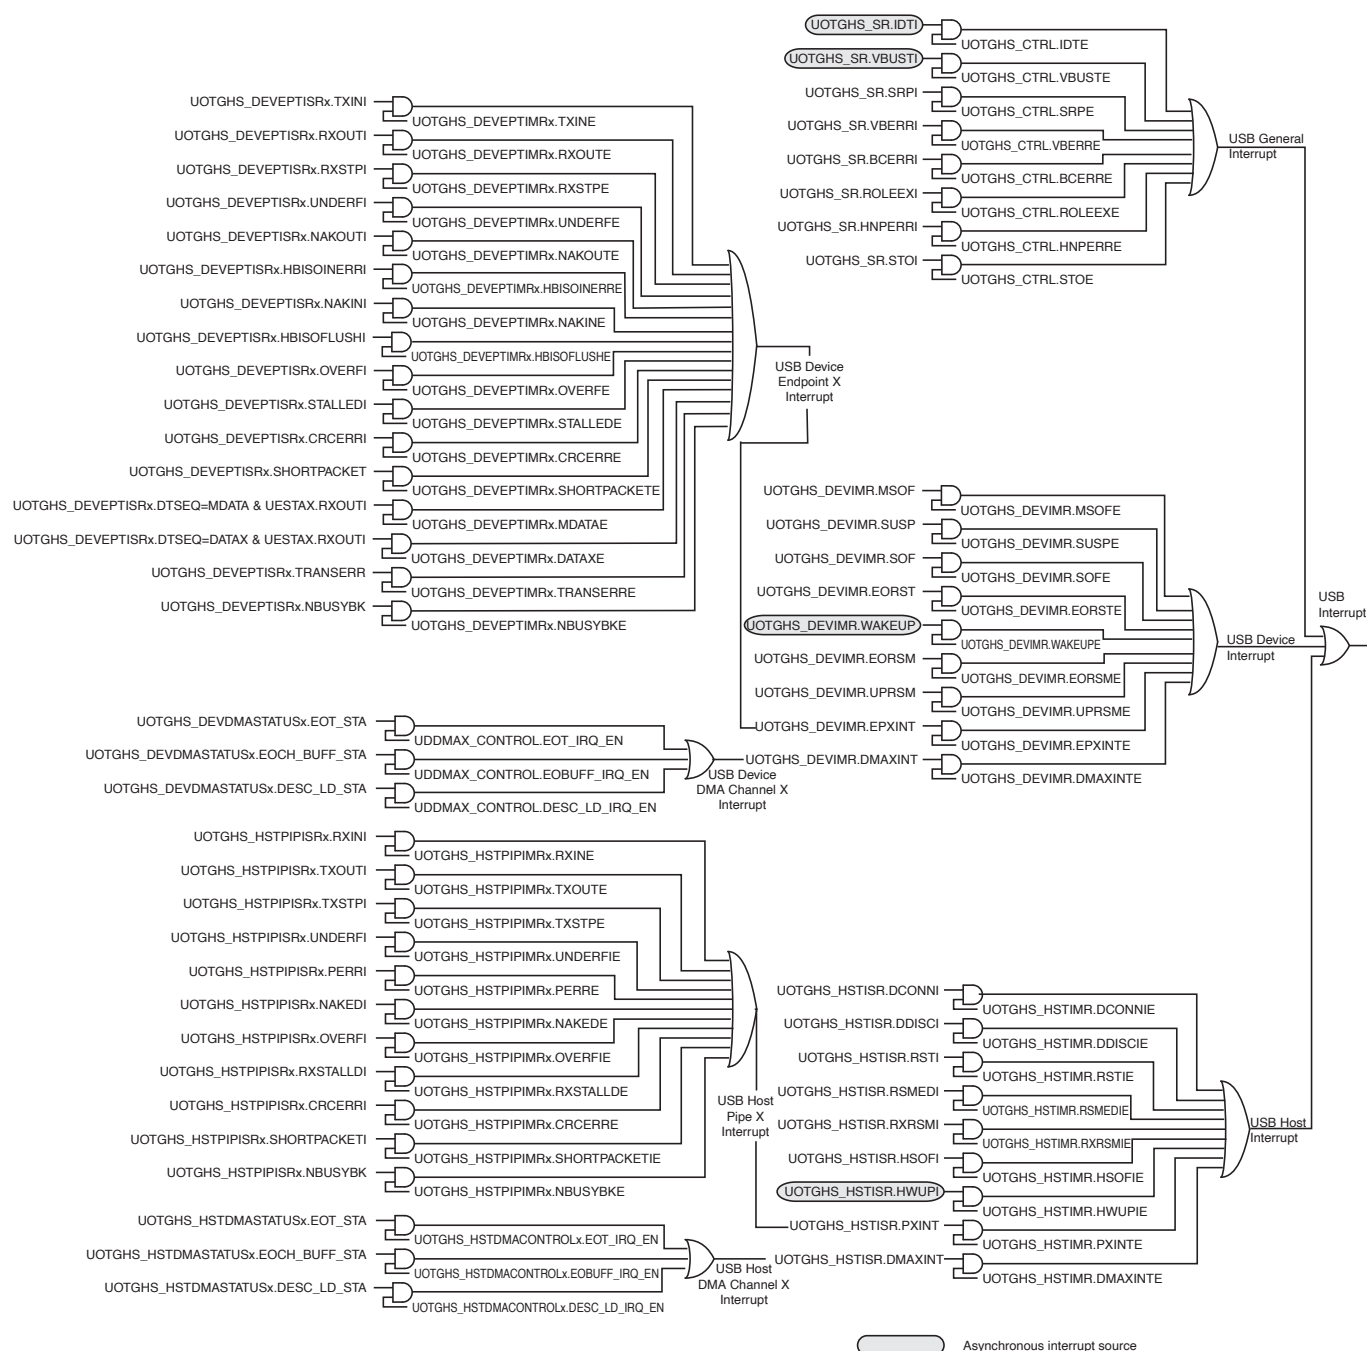 UOTGHS_SR.IDTI
UOTGHS_CTRL.IDTE
UOTGHS_SR.VBUSTI
UOTGHS_CTRL.VBUSTE
UOTGHS_SR.SRPI
UOTGHS_CTRL.SRPE
UOTGHS_SR.VBERRI
UOTGHS_CTRL.VBERRE
UOTGHS_SR.BCERRI
UOTGHS_CTRL.BCERRE
UOTGHS_SR.ROLEEXI
UOTGHS_CTRL.ROLEEXE
UOTGHS_SR.HNPERRI
UOTGHS_CTRL.HNPERRE
UOTGHS_SR.STOI
UOTGHS_CTRL.STOE
USB General
Interrupt
UOTGHS_DEVEPTISRx.TXINI
UOTGHS_DEVEPTIMRx.TXINE
UOTGHS_DEVEPTISRx.RXOUTI
UOTGHS_DEVEPTIMRx.RXOUTE
UOTGHS_DEVEPTISRx.RXSTPI
UOTGHS_DEVEPTIMRx.RXSTPE
UOTGHS_DEVEPTISRx.UNDERFI
UOTGHS_DEVEPTIMRx.UNDERFE
UOTGHS_DEVEPTISRx.NAKOUTI
UOTGHS_DEVEPTIMRx.NAKOUTE
UOTGHS_DEVEPTISRx.HBISOINERRI
UOTGHS_DEVEPTIMRx.HBISOINERRE
UOTGHS_DEVEPTISRx.NAKINI
UOTGHS_DEVEPTIMRx.NAKINE
UOTGHS_DEVEPTISRx.HBISOFLUSHI
UOTGHS_DEVEPTIMRx.HBISOFLUSHE
UOTGHS_DEVEPTISRx.OVERFI
UOTGHS_DEVEPTIMRx.OVERFE
UOTGHS_DEVEPTISRx.STALLEDI
UOTGHS_DEVEPTIMRx.STALLEDE
UOTGHS_DEVEPTISRx.CRCERRI
UOTGHS_DEVEPTIMRx.CRCERRE
UOTGHS_DEVEPTISRx.SHORTPACKET
UOTGHS_DEVEPTIMRx.SHORTPACKETE
UOTGHS_DEVEPTISRx.DTSEQ=MDATA & UESTAX.RXOUTI
UOTGHS_DEVEPTIMRx.MDATAE
UOTGHS_DEVEPTISRx.DTSEQ=DATAX & UESTAX.RXOUTI
UOTGHS_DEVEPTIMRx.DATAXE
UOTGHS_DEVEPTISRx.TRANSERR
UOTGHS_DEVEPTIMRx.TRANSERRE
UOTGHS_DEVEPTISRx.NBUSYBK
UOTGHS_DEVEPTIMRx.NBUSYBKE
USB Device
Endpoint X
Interrupt
UOTGHS_DEVIMR.MSOF
UOTGHS_DEVIMR.MSOFE
UOTGHS_DEVIMR.SUSP
UOTGHS_DEVIMR.SUSPE
UOTGHS_DEVIMR.SOF
UOTGHS_DEVIMR.SOFE
UOTGHS_DEVIMR.EORST
UOTGHS_DEVIMR.EORSTE
UOTGHS_DEVIMR.WAKEUP
UOTGHS_DEVIMR.WAKEUPE
UOTGHS_DEVIMR.EORSM
UOTGHS_DEVIMR.EORSME
UOTGHS_DEVIMR.UPRSM
UOTGHS_DEVIMR.UPRSME
UOTGHS_DEVIMR.EPXINT
UOTGHS_DEVIMR.EPXINTE
UOTGHS_DEVIMR.DMAXINT
UOTGHS_DEVIMR.DMAXINTE
USB Device
Interrupt
USB
Interrupt
UOTGHS_DEVDMASTATUSx.EOT_STA
UDDMAX_CONTROL.EOT_IRQ_EN
UOTGHS_DEVDMASTATUSx.EOCH_BUFF_STA
UDDMAX_CONTROL.EOBUFF_IRQ_EN
UOTGHS_DEVDMASTATUSx.DESC_LD_STA
UDDMAX_CONTROL.DESC_LD_IRQ_EN
USB Device
DMA Channel X
Interrupt
UOTGHS_HSTPIPISRx.RXINI
UOTGHS_HSTPIPIMRx.RXINE
UOTGHS_HSTPIPISRx.TXOUTI
UOTGHS_HSTPIPIMRx.TXOUTE
UOTGHS_HSTPIPISRx.TXSTPI
UOTGHS_HSTPIPIMRx.TXSTPE
UOTGHS_HSTPIPISRx.UNDERFI
UOTGHS_HSTPIPIMRx.UNDERFIE
UOTGHS_HSTPIPISRx.PERRI
UOTGHS_HSTPIPIMRx.PERRE
UOTGHS_HSTPIPISRx.NAKEDI
UOTGHS_HSTPIPIMRx.NAKEDE
UOTGHS_HSTPIPISRx.OVERFI
UOTGHS_HSTPIPIMRx.OVERFIE
UOTGHS_HSTPIPISRx.RXSTALLDI
UOTGHS_HSTPIPIMRx.RXSTALLDE
UOTGHS_HSTPIPISRx.CRCERRI
UOTGHS_HSTPIPIMRx.CRCERRE
UOTGHS_HSTPIPISRx.SHORTPACKETI
UOTGHS_HSTPIPIMRx.SHORTPACKETIE
UOTGHS_HSTPIPISRx.NBUSYBK
UOTGHS_HSTPIPIMRx.NBUSYBKE
USB Host
Pipe X
Interrupt
UOTGHS_HSTISR.DCONNI
UOTGHS_HSTIMR.DCONNIE
UOTGHS_HSTISR.DDISCI
UOTGHS_HSTIMR.DDISCIE
UOTGHS_HSTISR.RSTI
UOTGHS_HSTIMR.RSTIE
UOTGHS_HSTISR.RSMEDI
UOTGHS_HSTIMR.RSMEDIE
UOTGHS_HSTISR.RXRSMI
UOTGHS_HSTIMR.RXRSMIE
UOTGHS_HSTISR.HSOFI
UOTGHS_HSTIMR.HSOFIE
UOTGHS_HSTISR.HWUPI
UOTGHS_HSTIMR.HWUPIE
UOTGHS_HSTISR.PXINT
UOTGHS_HSTIMR.PXINTE
UOTGHS_HSTISR.DMAXINT
UOTGHS_HSTIMR.DMAXINTE
USB Host
Interrupt
UOTGHS_HSTDMASTATUSx.EOT_STA
UOTGHS_HSTDMACONTROLx.EOT_IRQ_EN
UOTGHS_HSTDMASTATUSx.EOCH_BUFF_STA
UOTGHS_HSTDMACONTROLx.EOBUFF_IRQ_EN
UOTGHS_HSTDMASTATUSx.DESC_LD_STA
UOTGHS_HSTDMACONTROLx.DESC_LD_IRQ_EN
USB Host
DMA Channel X
Interrupt
Asynchronous interrupt source